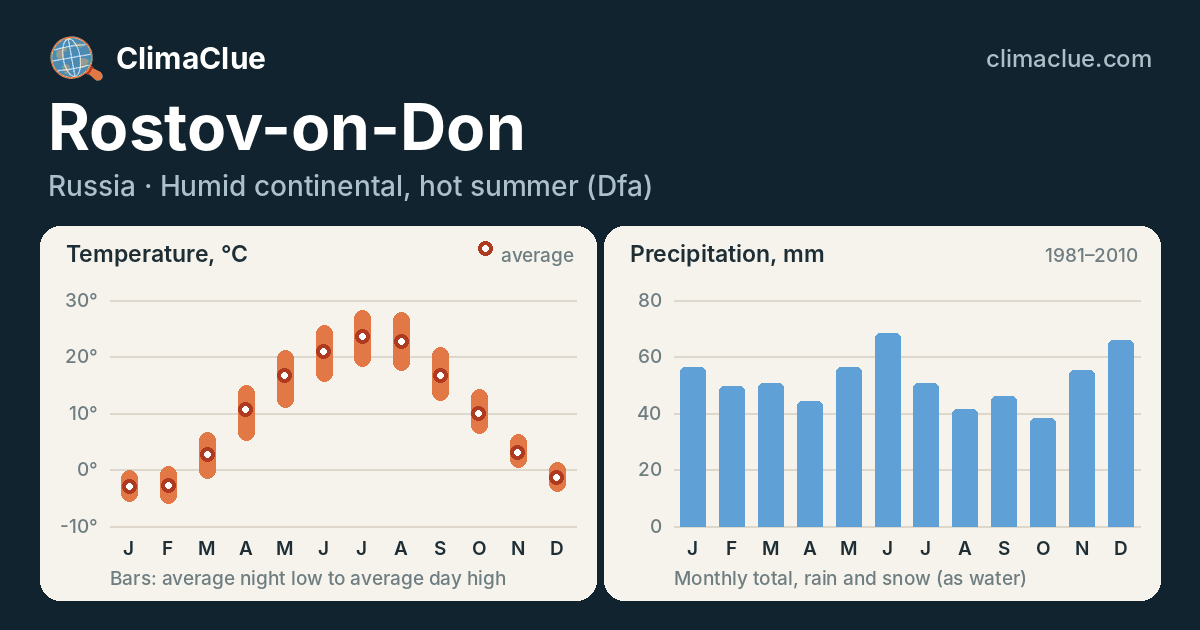 ClimaClue
climaclue.com
Rostov-on-Don
Russia · Humid continental, hot summer (Dfa)
Temperature, °C
average
30°
20°
10°
0°
-10°
J F M A M J J A S O N D
Bars: average night low to average day high
Precipitation, mm
1981–2010
80
60
40
20
0
J F M A M J J A S O N D
Monthly total, rain and snow (as water)